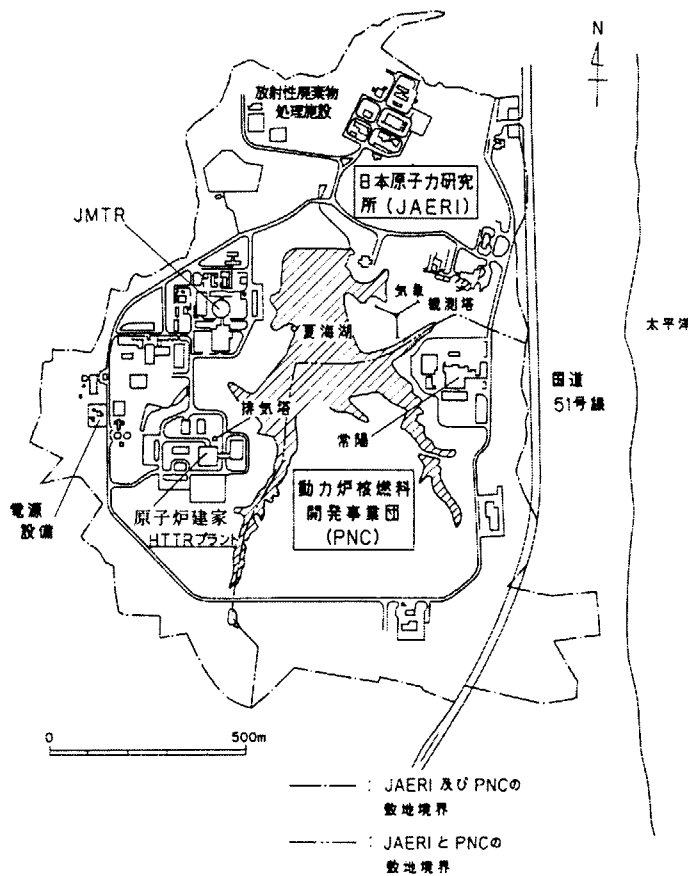 N
放射性廃棄物
処理施設
日本原子力研究
所(JAERI)
JMTR
気象
観測塔
夏海湖
太平洋
国道
51号線
排気塔
常陽
動力炉核燃料
開発事業団
(PNC)
電源
設備
原子炉建家
HTTRプラント
0 500m
: JAERI 及び PNCの
敷地境界
: JAERI と PNCの
敷地境界